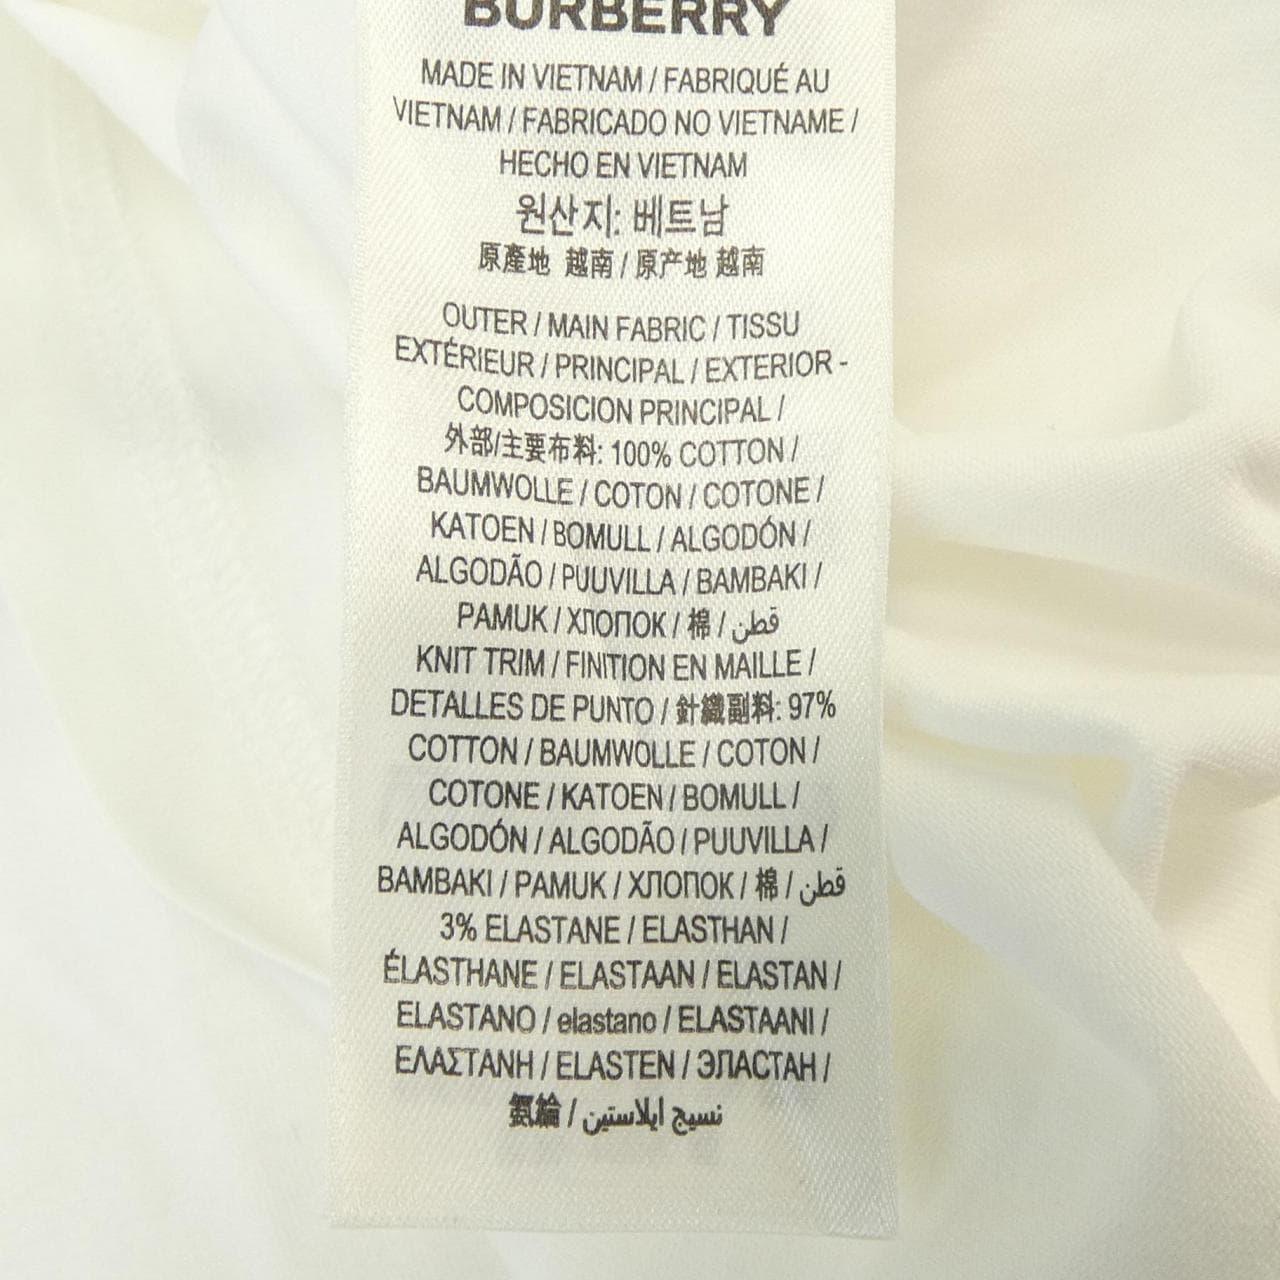 BURBERRY
MADE IN VIETNAM / FABRIQUÉ AU
VIETNAM / FABRICADO NO VIETNAME /
HECHO EN VIETNAM
원산지: 베트남
原產地 越南 / 原产地 越南
OUTER / MAIN FABRIC / TISSU
EXTÉRIEUR / PRINCIPAL / EXTERIOR -
COMPOSICION PRINCIPAL /
外部/主要布料: 100% COTTON /
BAUMWOLLE / COTON / COTONE /
KATOEN / BOMULL / ALGODÓN /
ALGODÃO / PUUVILLA / BAMBAKI /
PAMUK / ХЛОПОК / 棉 / قطن
KNIT TRIM / FINITION EN MAILLE /
DETALLES DE PUNTO / 針織副料: 97%
COTTON / BAUMWOLLE / COTON /
COTONE / KATOEN / BOMULL /
ALGODÓN / ALGODÃO / PUUVILLA /
BAMBAKI / PAMUK / ХЛОПОК / 棉 / قطن
3% ELASTANE / ELASTHAN /
ÉLASTHANE / ELASTAAN / ELASTAN /
ELASTANO / elastano / ELASTAANI /
ΕΛΑΣΤΑΝΗ / ELASTEN / ЭЛАСТАН /
氨綸 / نسيج ايلاستين